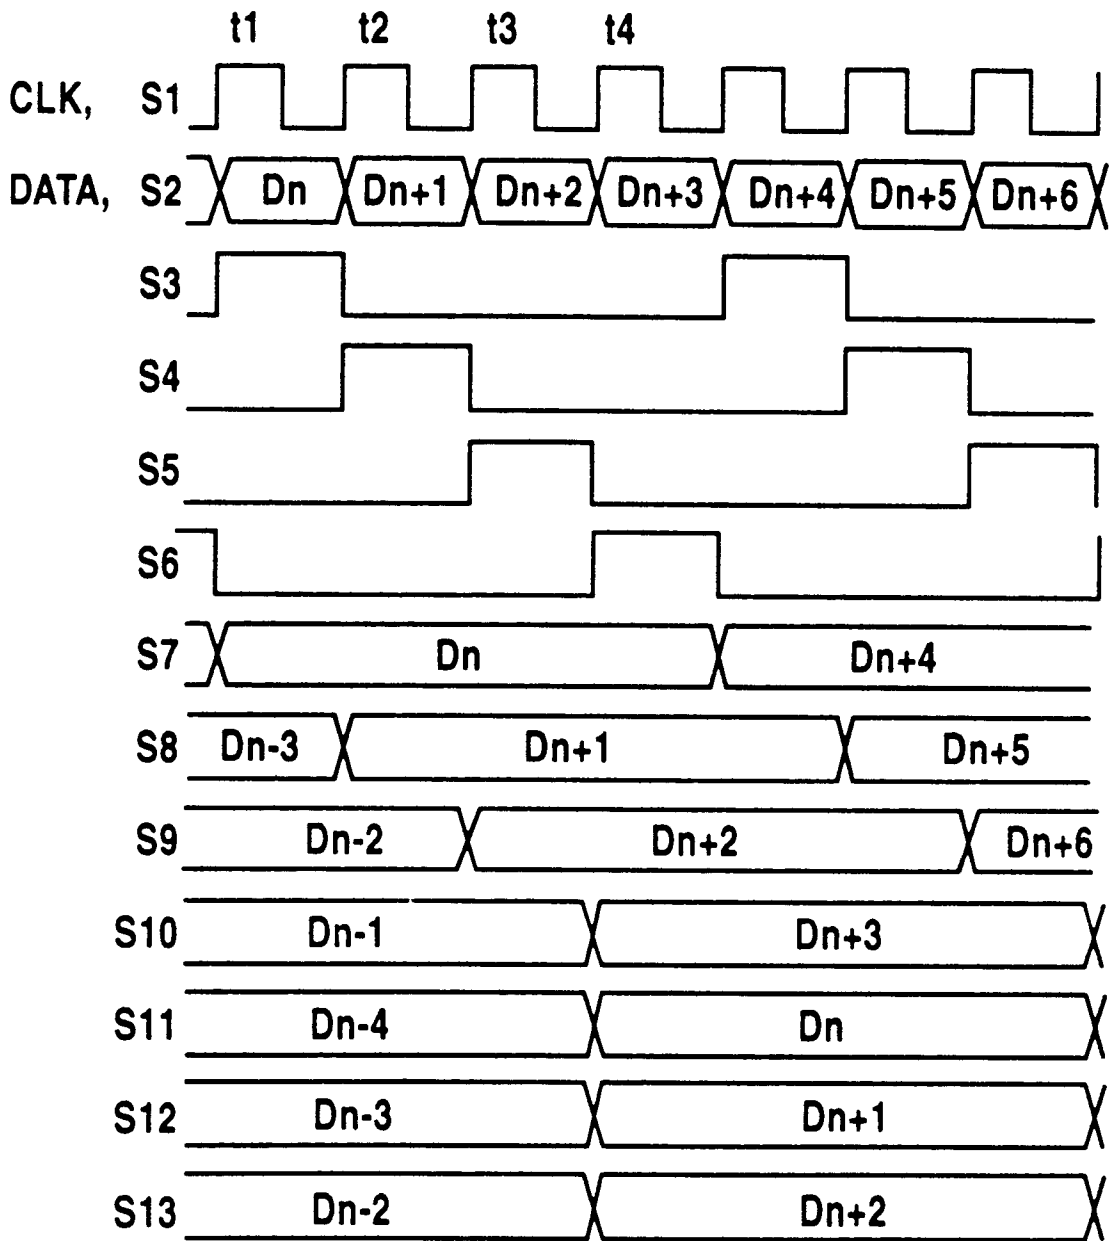 t1 t2 t3 t4
CLK, S1
DATA, S2 Dn Dn+1 Dn+2 Dn+3 Dn+4 Dn+5 Dn+6
S3
S4
S5
S6
S7 Dn Dn+4
S8 Dn-3 Dn+1 Dn+5
S9 Dn-2 Dn+2 Dn+6
S10 Dn-1 Dn+3
S11 Dn-4 Dn
S12 Dn-3 Dn+1
S13 Dn-2 Dn+2